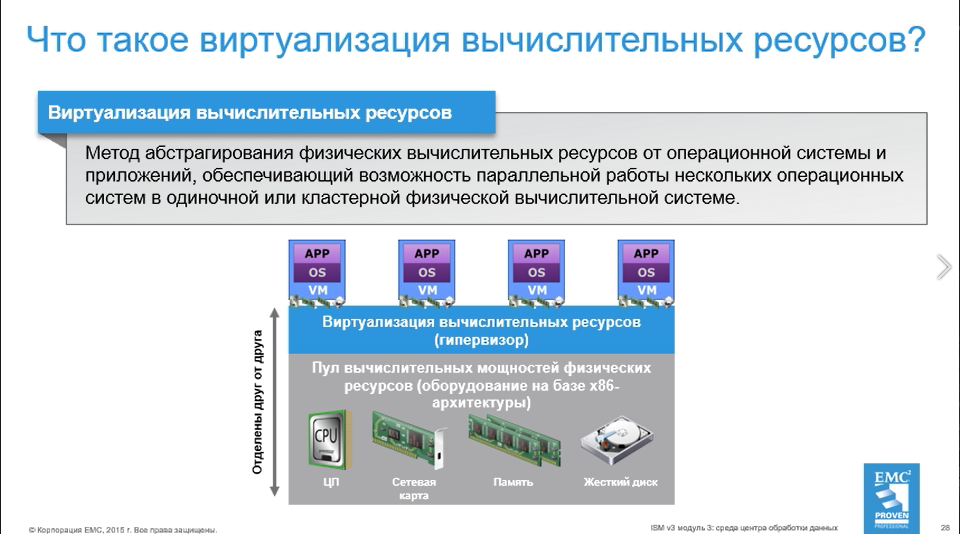 Что такое виртуализация вычислительных ресурсов?
Виртуализация вычислительных ресурсов
Метод абстрагирования физических вычислительных ресурсов от операционной системы и
приложений, обеспечивающий возможность параллельной работы нескольких операционных
систем в одиночной или кластерной физической вычислительной системе.
APP APP APP APP
OS OS OS OS
VM VM VM VM
Виртуализация вычислительных ресурсов
(гипервизор)
Отделены друг от друга
Пул вычислительных мощностей физических
ресурсов (оборудование на базе x86-
архитектуры)
CPU
ЦП
Сетевая
карта
Память
Жесткий диск
EMC²
PROVEN
PROFESSIONAL
© Корпорация EMC, 2015 г. Все права защищены.
ISM v3 модуль 3: среда центра обработки данных
28